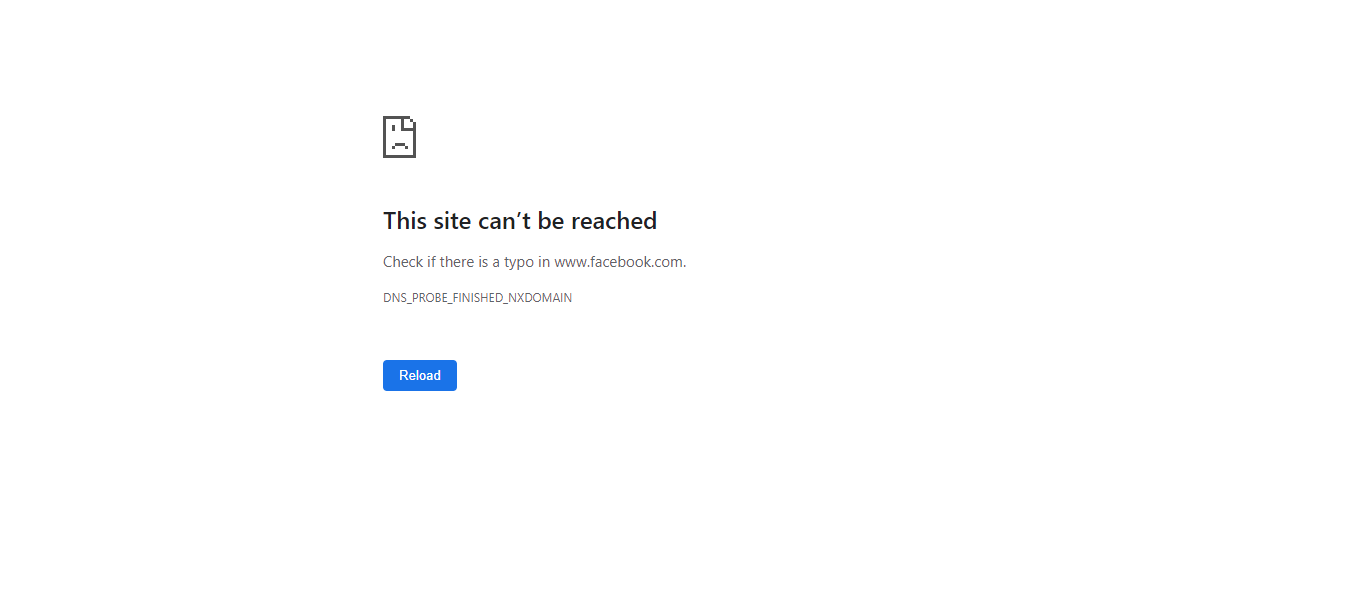 This site can’t be reached
Check if there is a typo in www.facebook.com.
DNS_PROBE_FINISHED_NXDOMAIN
Reload